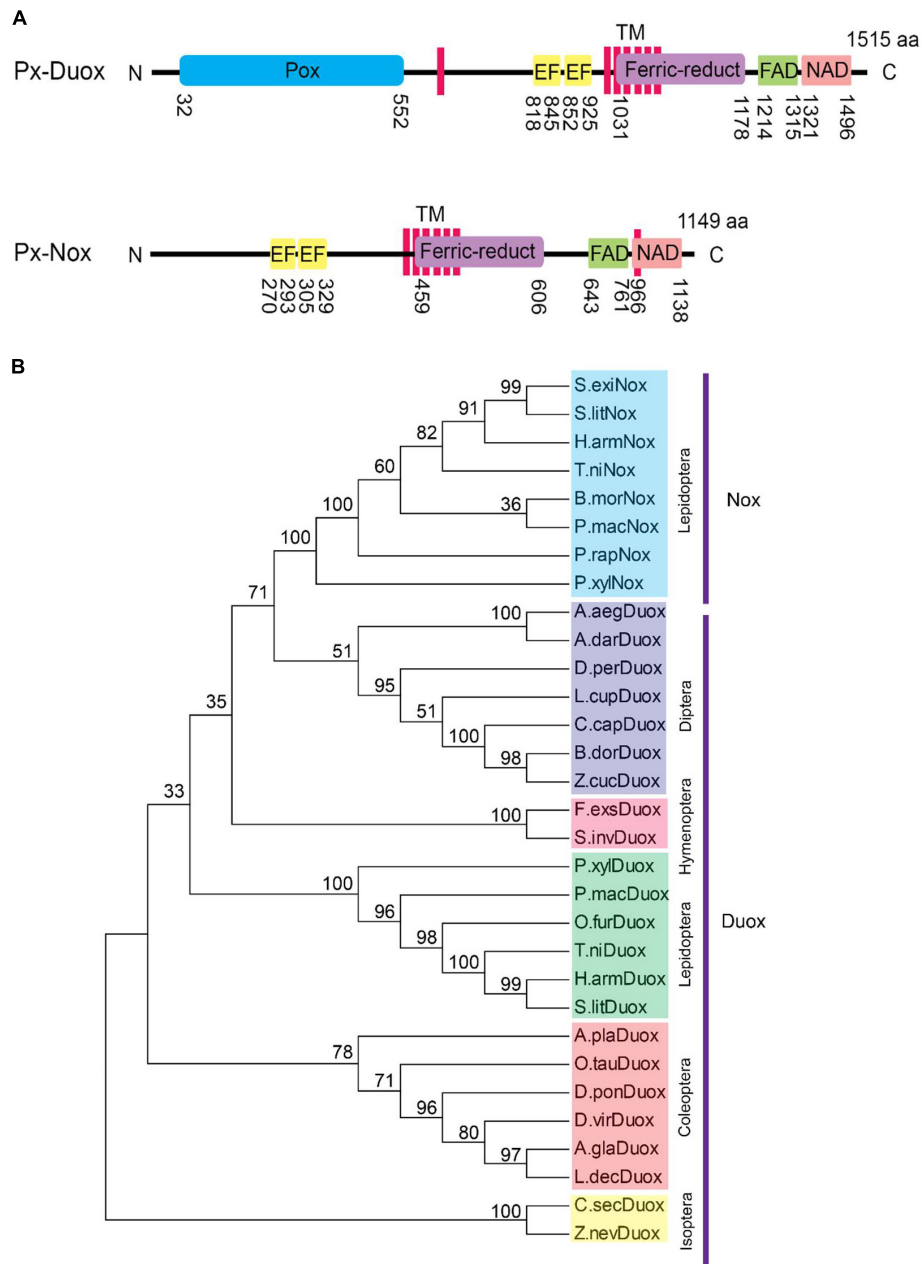 A
TM
1515 aa
Px-Duox N Pox EF EF Ferric-reduct FAD NAD C
32 552 818 845 852 925 1031 1178 1214 1315 1321 1496
TM
1149 aa
Px-Nox N EF EF Ferric-reduct FAD NAD C
270 293 305 329 459 606 643 761 966 1138
B
99 S.exiNox
91 S.litNox
82 H.armNox
60 T.niNox
100 36 B.morNox
P.macNox
100 P.rapNox
71 P.xylNox
Lepidoptera
Nox
100 A.aegDuox
51 A.darDuox
95 D.perDuox
35 51 L.cupDuox
100 C.capDuox
98 B.dorDuox
Z.cucDuox
Diptera
33 100 F.exsDuox
S.invDuox
Hymenoptera
100 P.xylDuox
96 P.macDuox
98 O.furDuox
100 T.niDuox
99 H.armDuox
S.litDuox
Lepidoptera
Duox
78 A.plaDuox
71 O.tauDuox
96 D.ponDuox
80 D.virDuox
97 A.glaDuox
L.decDuox
Coleoptera
100 C.secDuox
Z.nevDuox
Isoptera